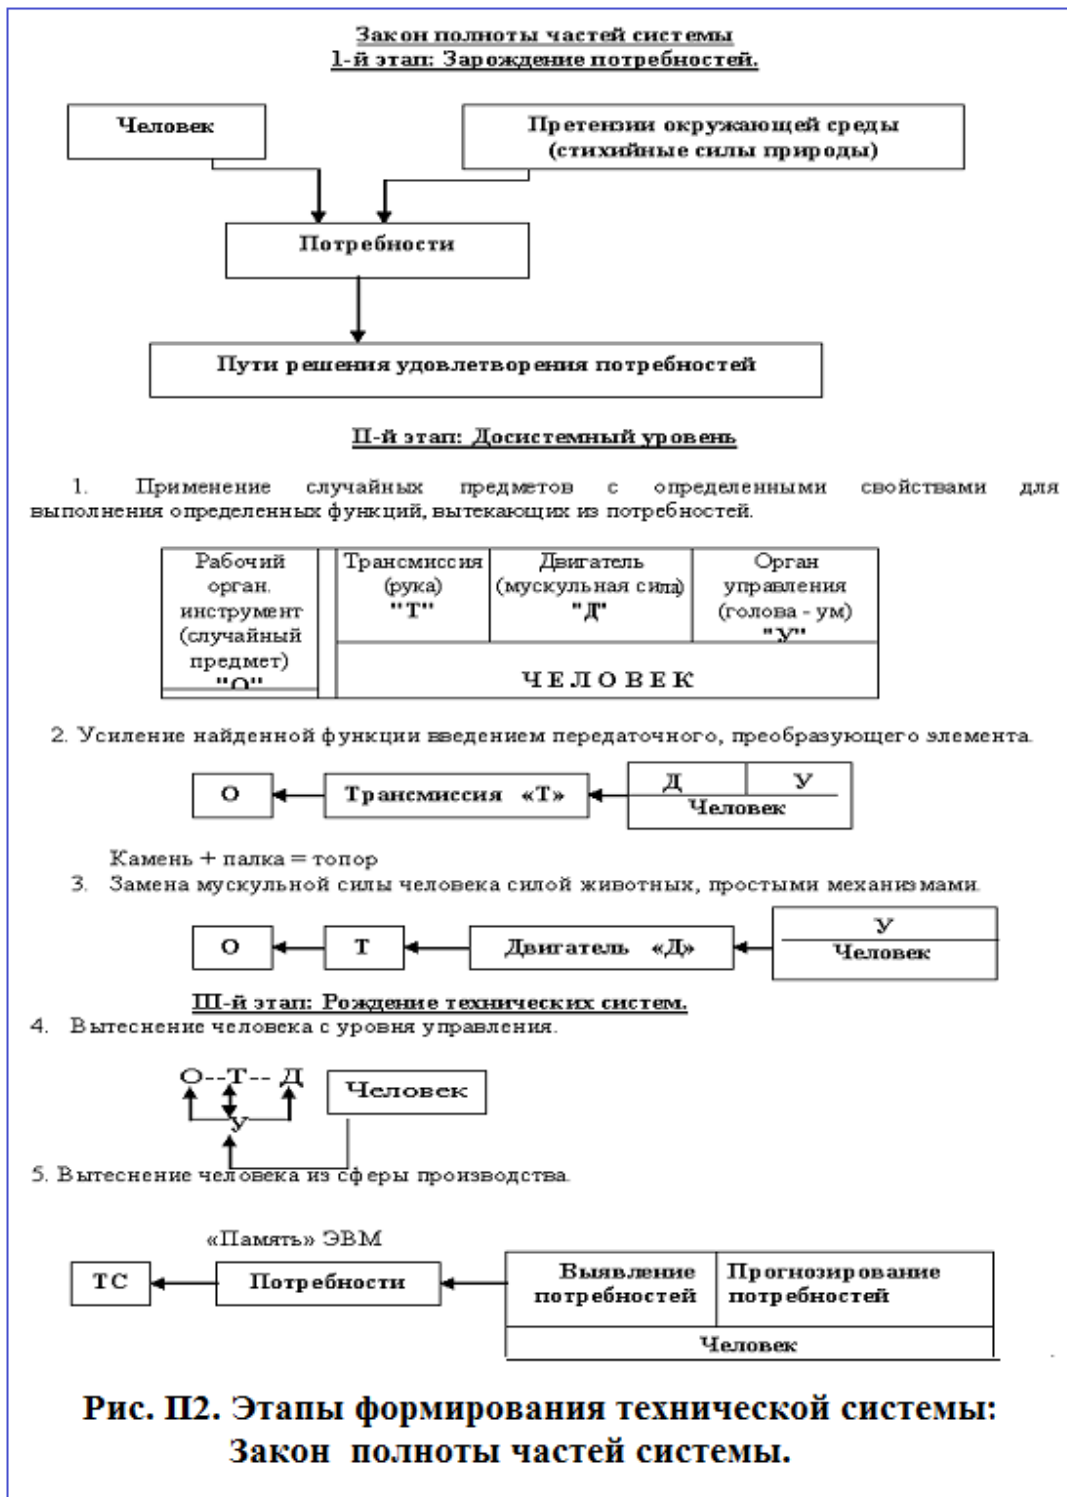 Закон полноты частей системы
1-й этап: Зарождение потребностей.
Человек
Претензии окружающей среды
(стихийные силы природы)
Потребности
Пути решения удовлетворения потребностей
II-й этап: Досистемный уровень
1. Применение случайных предметов с определенными свойствами для
выполнения определенных функций, вытекающих из потребностей.
Рабочий
орган.
инструмент
(случайный
предмет)
"О"
Трансмиссия
(рука)
"Т"
Двигатель
(мускульная сила)
"Д"
Орган
управления
(голова - ум)
"У"
Ч Е Л О В Е К
2. Усиление найденной функции введением передаточного, преобразующего элемента.
О
Трансмиссия «Т»
Д У
Человек
Камень + палка = топор
3. Замена мускульной силы человека силой животных, простыми механизмами.
О
Т
Двигатель «Д»
У
Человек
III-й этап: Рождение технических систем.
4. Вытеснение человека с уровня управления.
О--Т-- Д
Человек
У
5. Вытеснение человека из сферы производства.
«Память» ЭВМ
ТС
Потребности
Выявление
потребностей
Прогнозирование
потребностей
Человек
Рис. П2. Этапы формирования технической системы:
Закон полноты частей системы.